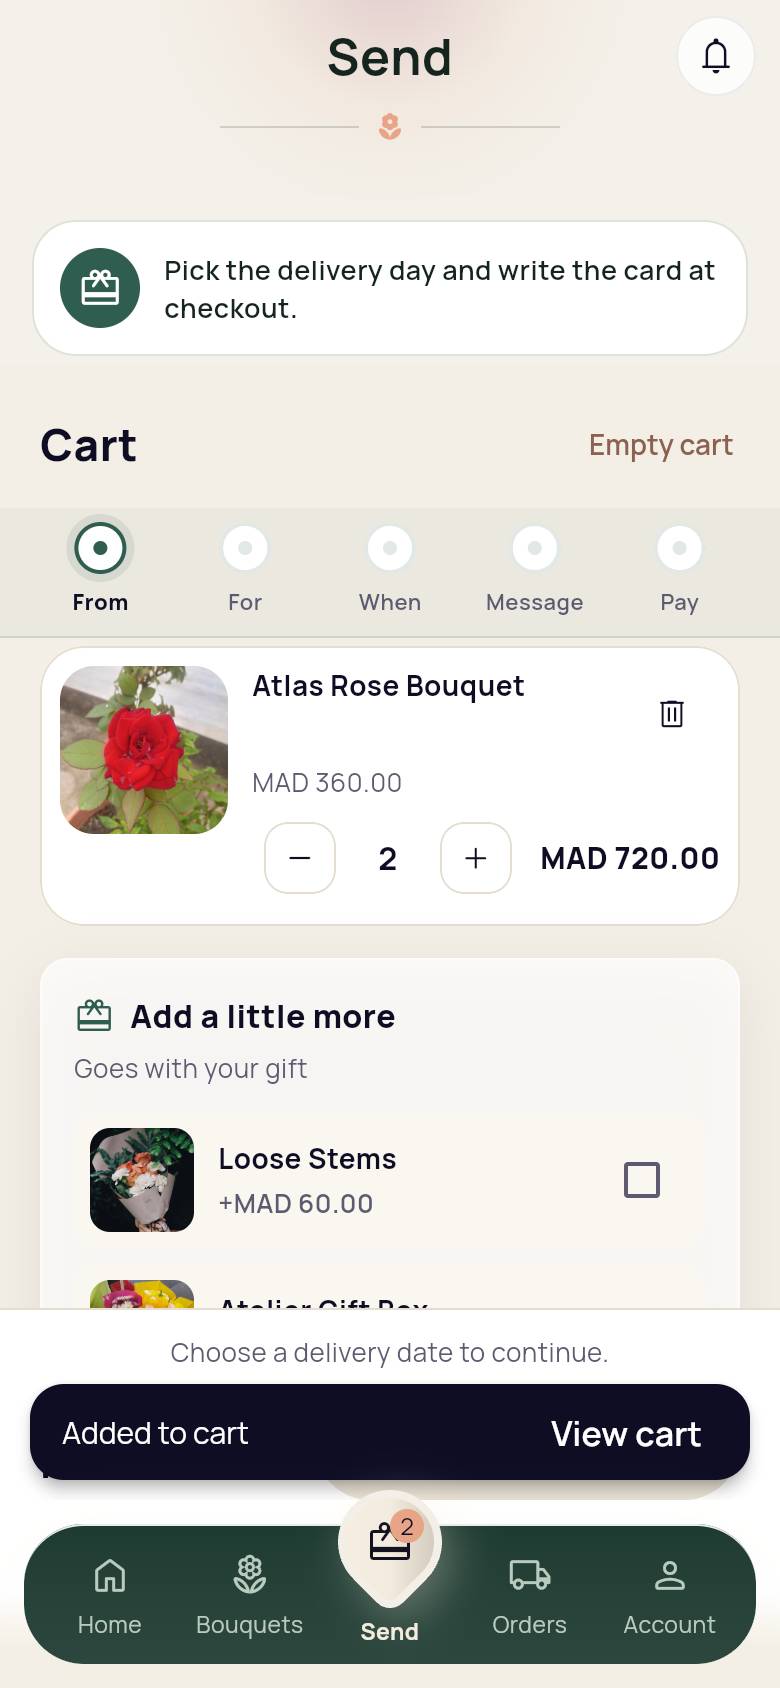 Send
Pick the delivery day and write the card at
checkout.
Cart
Empty cart
From
For
When
Message
Pay
Atlas Rose Bouquet
MAD 360.00
2
MAD 720.00
Add a little more
Goes with your gift
Loose Stems
+MAD 60.00
Atelier Gift Box
Choose a delivery date to continue.
Added to cart
View cart
2
Home
Bouquets
Send
Orders
Account